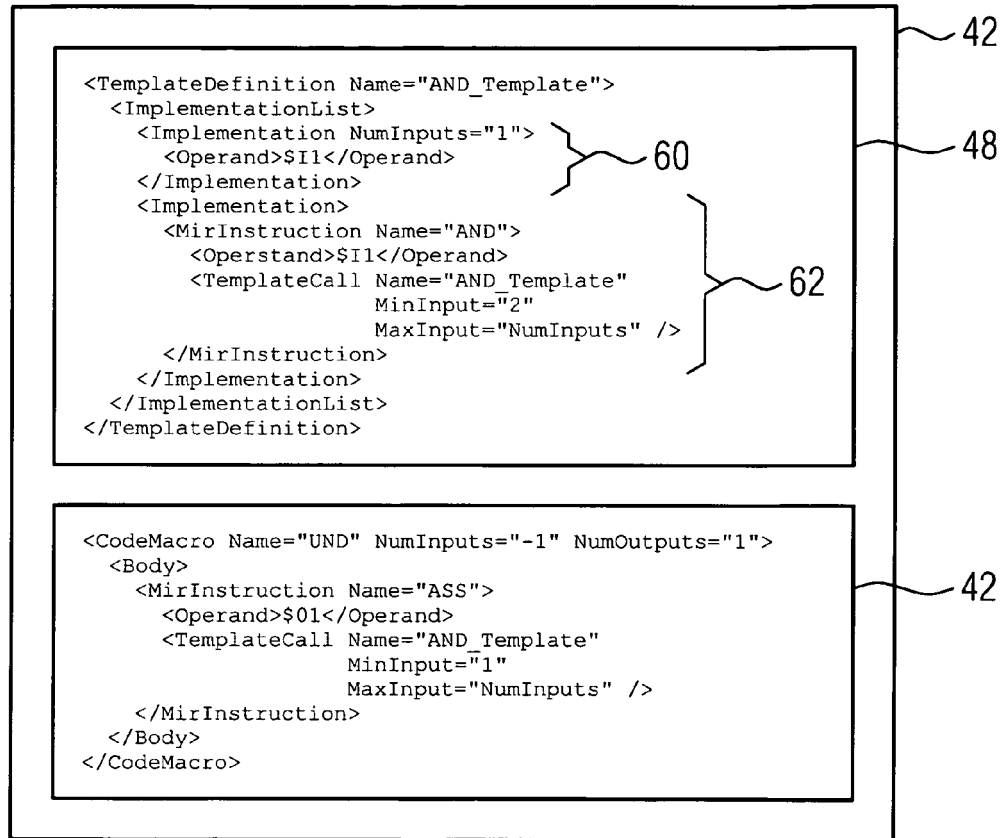 42
<TemplateDefinition Name="AND_Template">
<ImplementationList>
<Implementation NumInputs="1">
<Operand>$I1</Operand>
</Implementation>
60
48
<Implementation>
<MirInstruction Name="AND">
<Operstand>$I1</Operand>
<TemplateCall Name="AND_Template"
MinInput="2"
MaxInput="NumInputs" />
</MirInstruction>
</Implementation>
62
</ImplementationList>
</TemplateDefinition>
<CodeMacro Name="UND" NumInputs="-1" NumOutputs="1">
<Body>
<MirInstruction Name="ASS">
<Operand>$01</Operand>
<TemplateCall Name="AND_Template"
MinInput="1"
MaxInput="NumInputs" />
</MirInstruction>
</Body>
</CodeMacro>
42